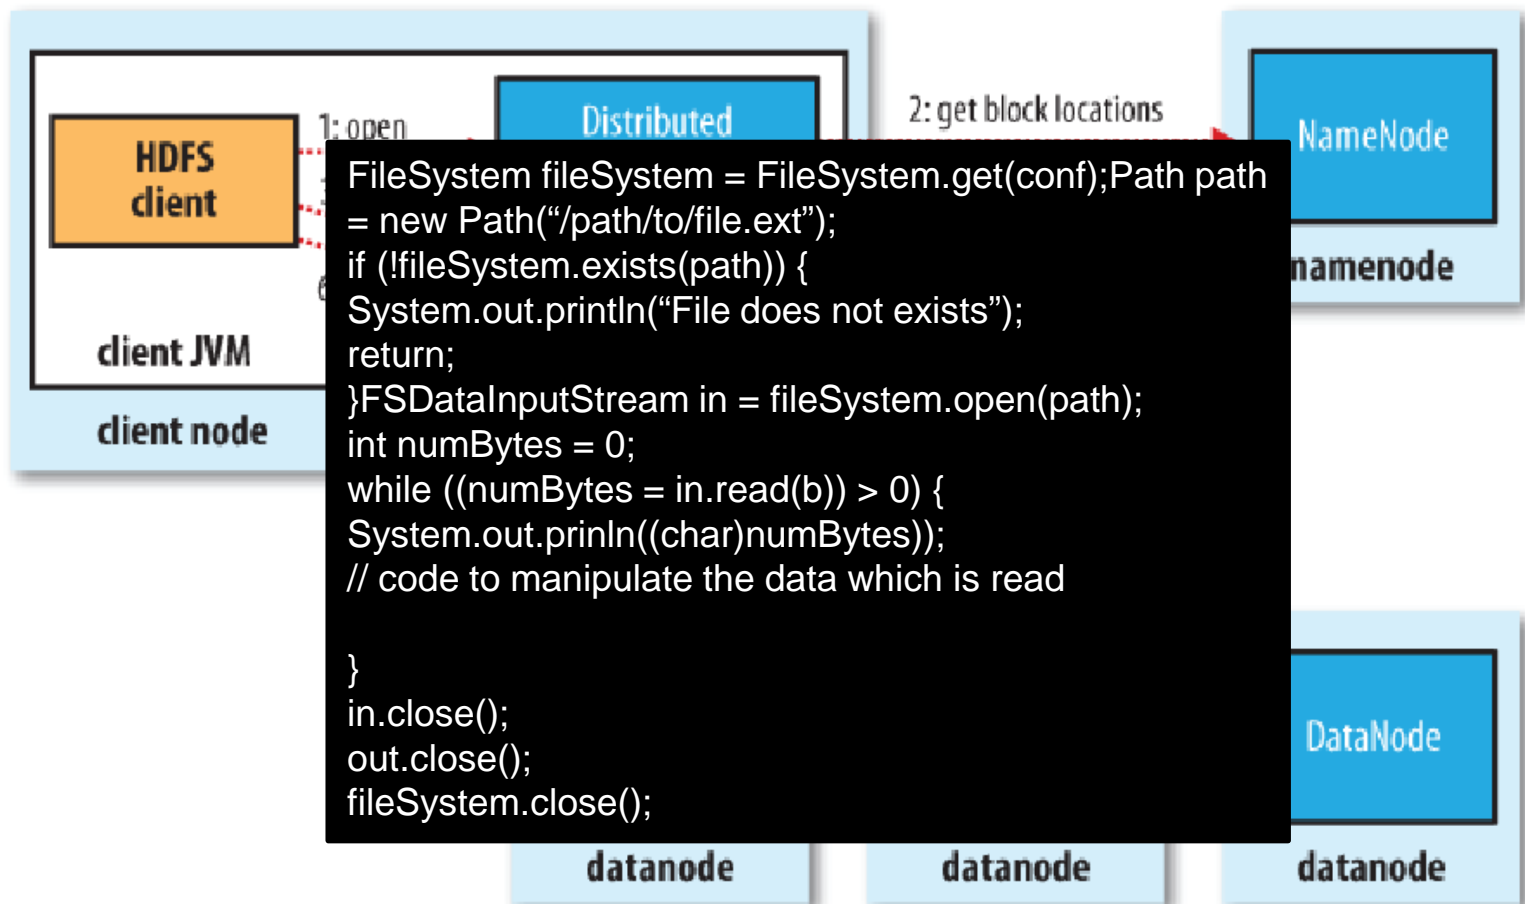 1: open
Distributed
2: get block locations
NameNode
HDFS
client
namenode
client JVM
client node
FileSystem fileSystem = FileSystem.get(conf);Path path
= new Path(“/path/to/file.ext”);
if (!fileSystem.exists(path)) {
System.out.println(“File does not exists”);
return;
}FSDataInputStream in = fileSystem.open(path);
int numBytes = 0;
while ((numBytes = in.read(b)) > 0) {
System.out.prinln((char)numBytes));
// code to manipulate the data which is read
}
in.close();
out.close();
fileSystem.close();
DataNode
datanode
datanode
datanode